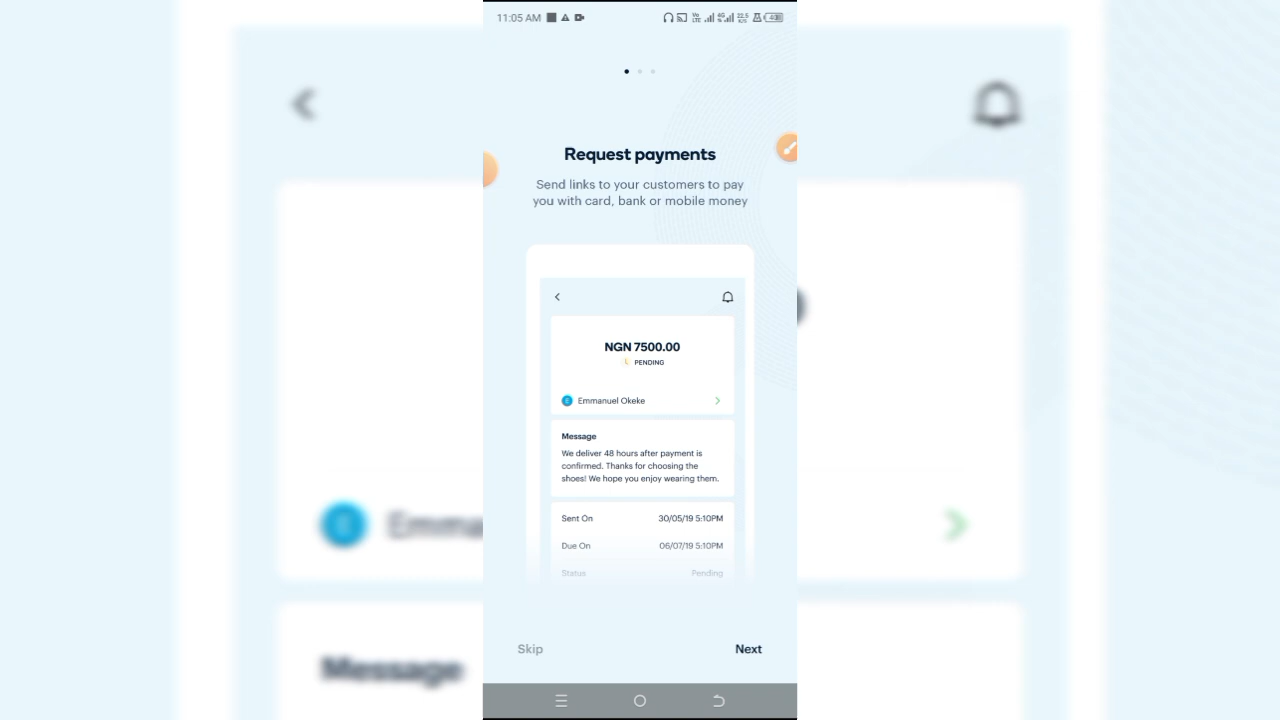 11:05 AM
Request payments
Send links to your customers to pay
you with card, bank or mobile money
NGN 7500.00
PENDING
E Emmanuel Okeke
Message
We deliver 48 hours after payment is
confirmed. Thanks for choosing the
shoes! We hope you enjoy wearing them.
Sent On 30/05/19 5:10PM
Due On 06/07/19 5:10PM
Status Pending
Skip Next
E Emma
Message